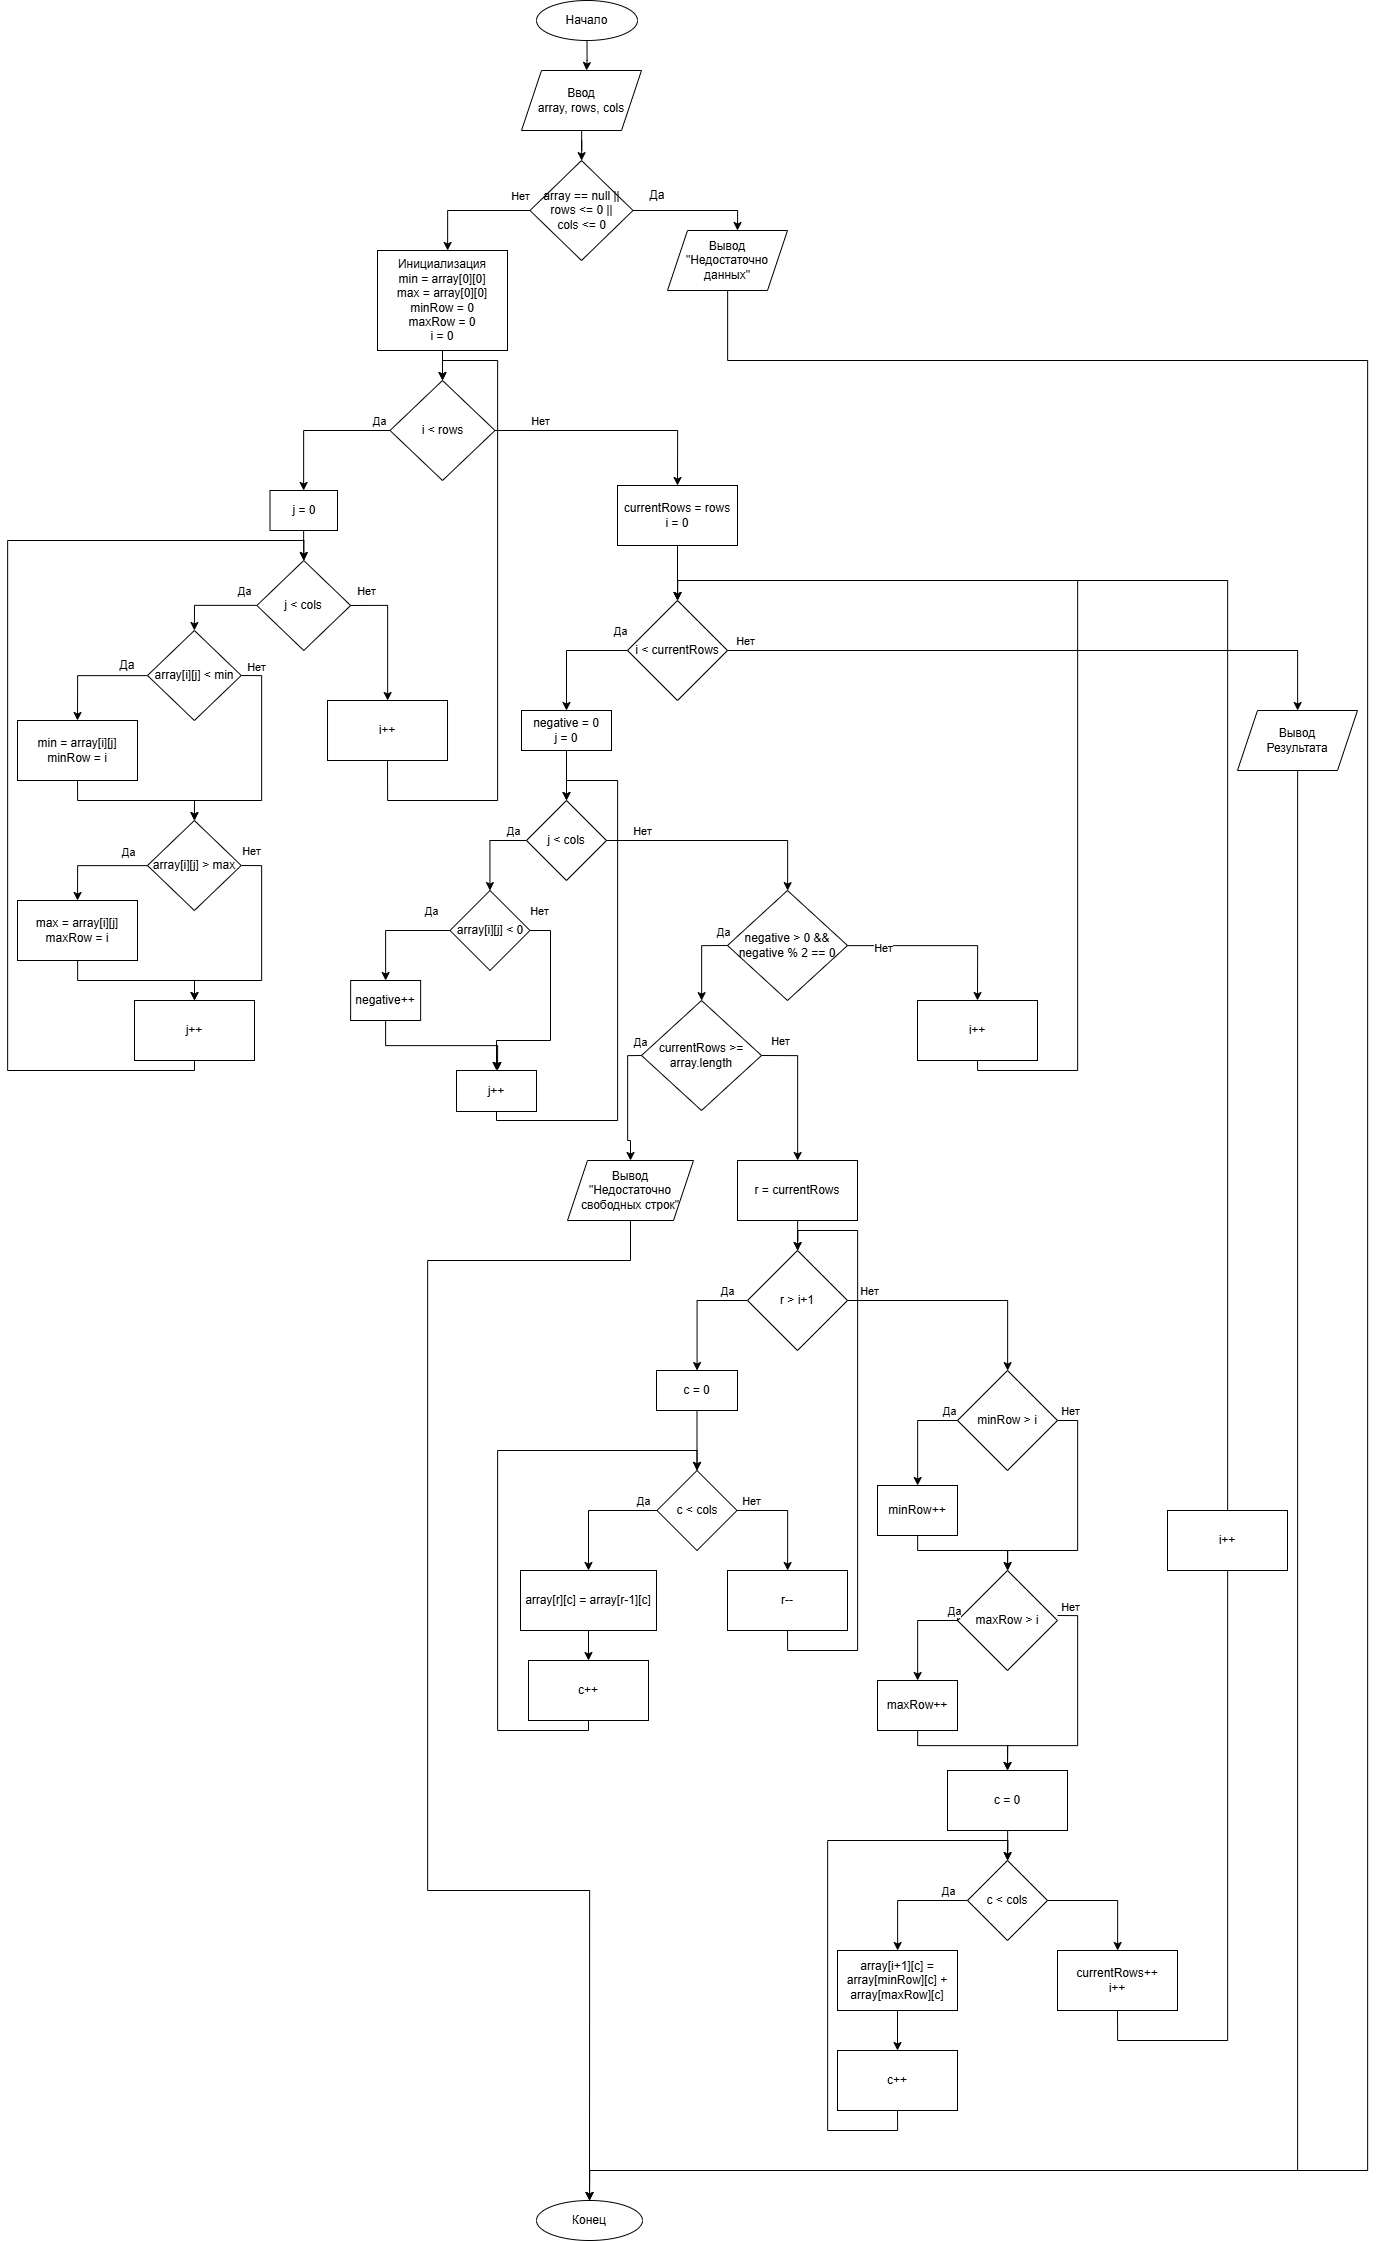 Начало
Ввод
array, rows, cols
Нет
array == null ||
rows <= 0 ||
cols <= 0
Да
Инициализация
min = array[0][0]
max = array[0][0]
minRow = 0
maxRow = 0
i = 0
Вывод
"Недостаточно
данных"
Да
i < rows
Нет
j = 0
currentRows = rows
i = 0
Да
j < cols
Нет
Да
i < currentRows
Нет
Да
array[i][j] < min
Нет
min = array[i][j]
minRow = i
i++
negative = 0
j = 0
Вывод
Результата
Да
array[i][j] > max
Нет
Да
j < cols
Нет
max = array[i][j]
maxRow = i
Да
array[i][j] < 0
Нет
Да
negative > 0 &&
negative % 2 == 0
Нет
negative++
j++
i++
Да
currentRows >=
array.length
Нет
j++
Вывод
"Недостаточно
свободных строк"
r = currentRows
Да
r > i+1
Нет
c = 0
Да
minRow > i
Нет
Да
c < cols
Нет
minRow++
i++
array[r][c] = array[r-1][c]
r--
Да
maxRow > i
Нет
c++
maxRow++
c = 0
Да
c < cols
array[i+1][c] =
array[minRow][c] +
array[maxRow][c]
currentRows++
i++
c++
Конец